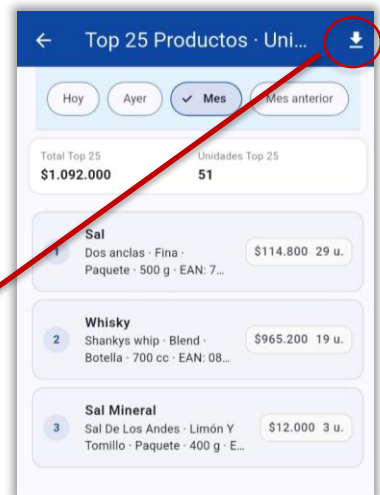 Top 25 Productos · Uni...
Hoy
Ayer
Mes
Mes anterior
Total Top 25
Unidades Top 25
$1.092.000
51
Sal
1
Dos anclas · Fina ·
Paquete · 500 g · EAN: 7...
$114.800 29 u.
Whisky
2
Shankys whip · Blend ·
Botella · 700 cc · EAN: 08...
$965.200 19 u.
Sal Mineral
3
Sal De Los Andes · Limón Y
Tomillo · Paquete · 400 g · E...
$12.000 3 u.